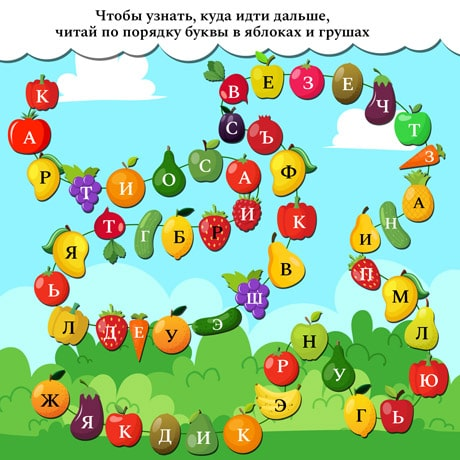 Чтобы узнать, куда идти дальше,
читай по порядку буквы в яблоках и грушах
К В Е З Е Ч
А С Ь Т
Р Т И О С А Ф З
Т Г Б Р И К Н А
Я И
В П
Ь Ш М
Л Д Е У Э Н Л
Р У Ю
Ж Я К Д И К Э Г Ь